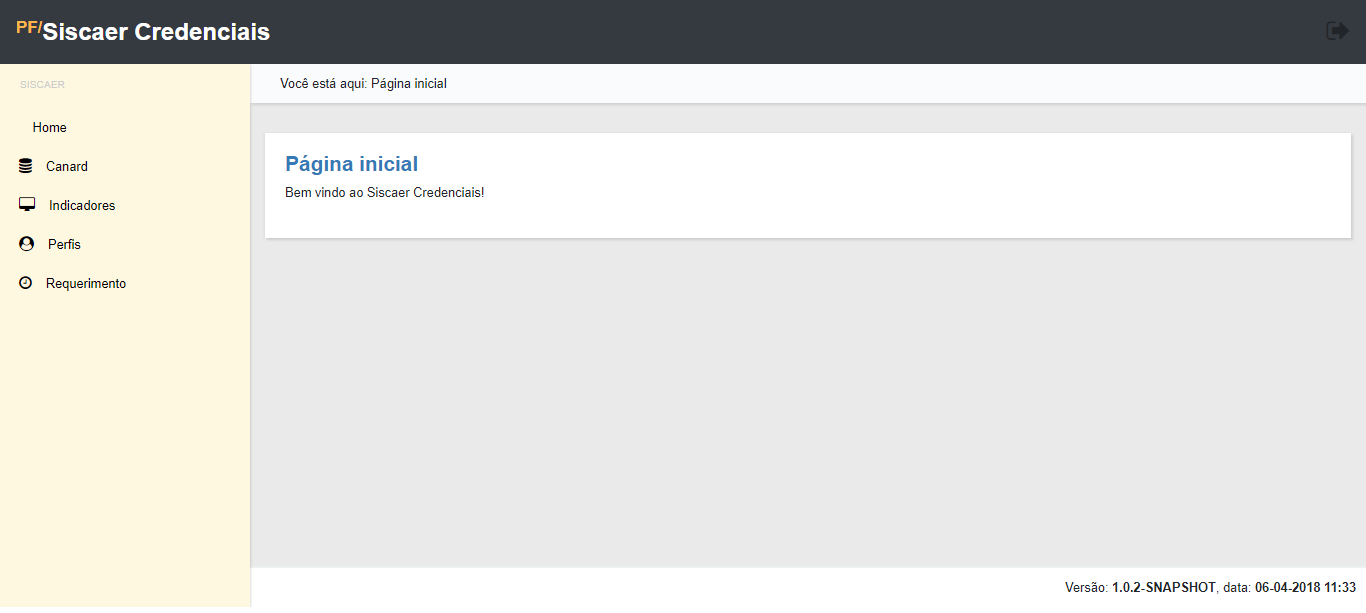 PF/Siscaer Credenciais
SISCAER
Você está aqui: Página inicial
Home
Canard
Indicadores
Perfis
Requerimento
Página inicial
Bem vindo ao Siscaer Credenciais!
Versão: 1.0.2-SNAPSHOT, data: 06-04-2018 11:33